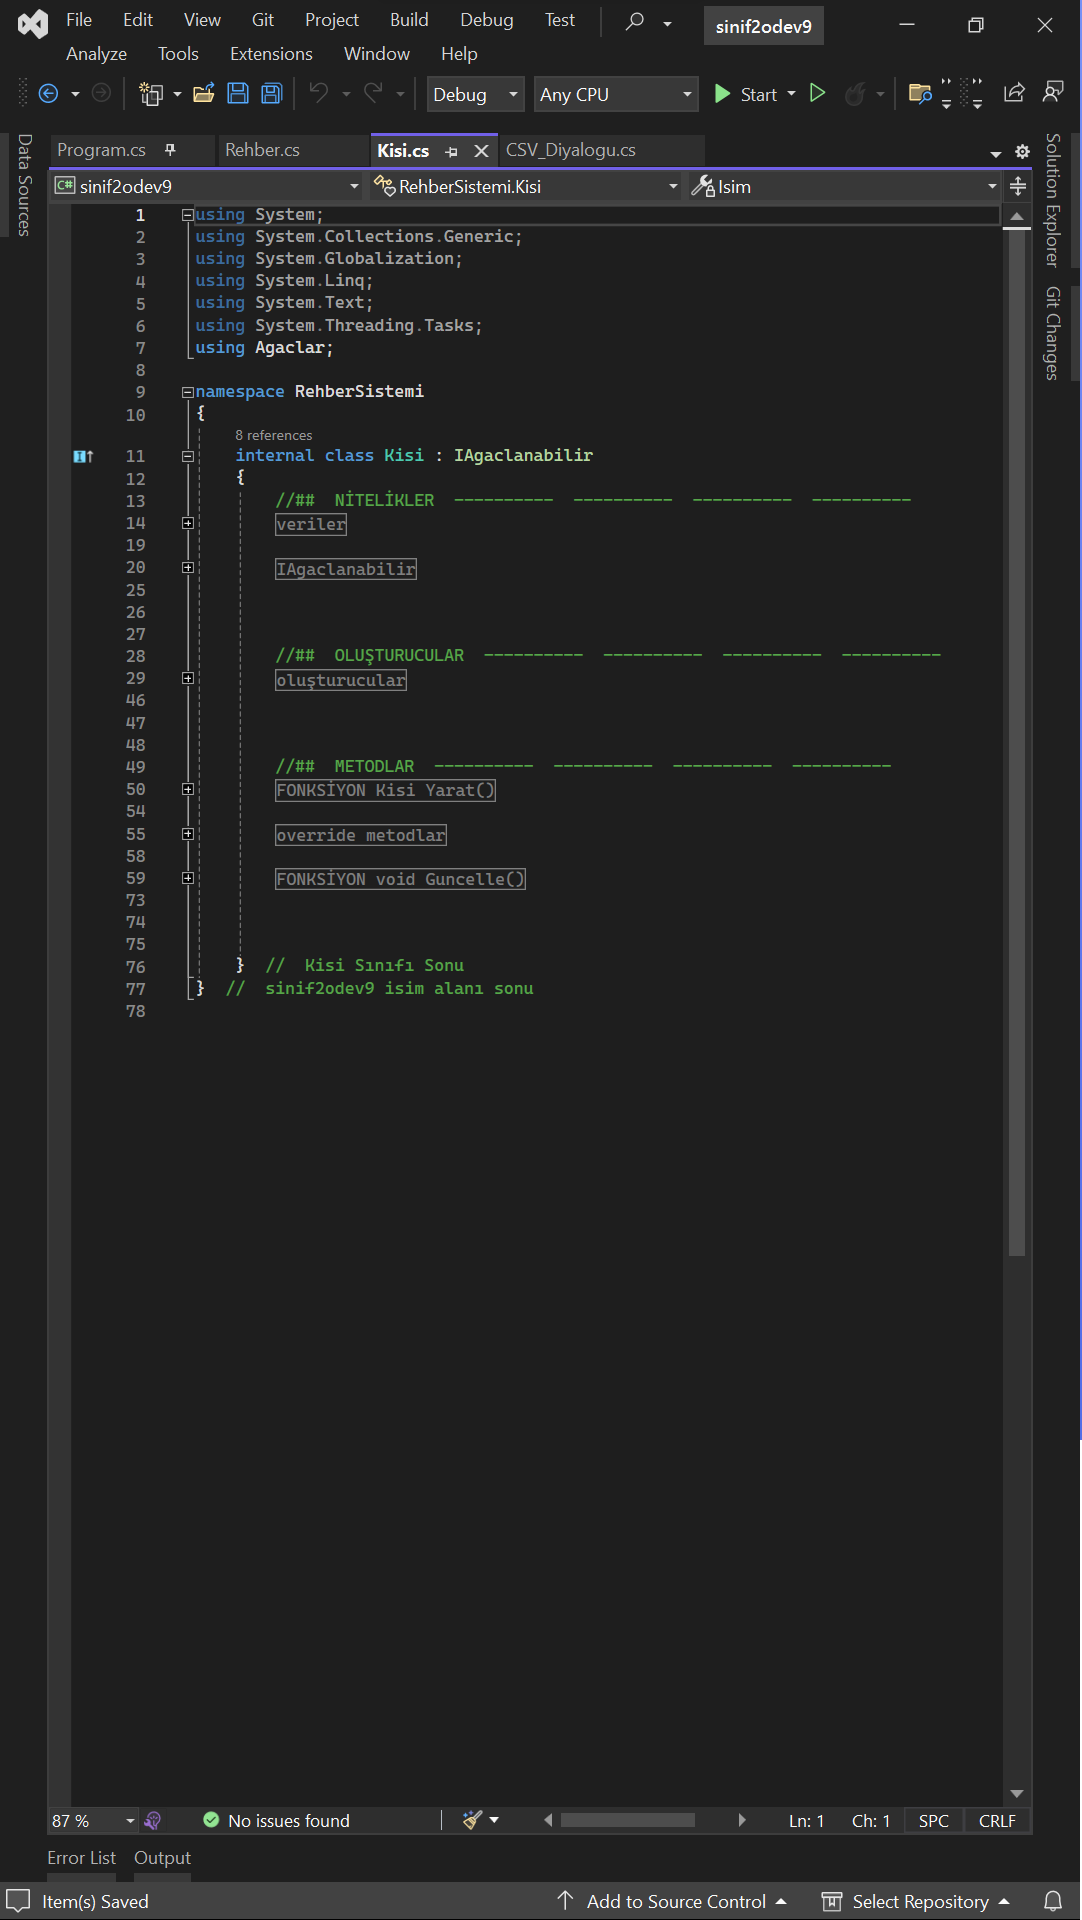 File Edit View Git Project Build Debug Test sinif2odev9
Analyze Tools Extensions Window Help
Debug Any CPU Start
Data Sources
Program.cs Rehber.cs Kisi.cs CSV_Diyalogu.cs
sinif2odev9 RehberSistemi.Kisi Isim
Solution Explorer
Git Changes
1 using System;
2 using System.Collections.Generic;
3 using System.Globalization;
4 using System.Linq;
5 using System.Text;
6 using System.Threading.Tasks;
7 using Agaclar;
8
9 namespace RehberSistemi
10 {
8 references
11 internal class Kisi : IAgaclanabilir
12 {
13 //## NİTELİKLER ---------- ---------- ---------- ----------
14 veriler
19
20 IAgaclanabilir
25
26
27
28 //## OLUŞTURUCULAR ---------- ---------- ---------- ----------
29 oluşturucular
46
47
48
49 //## METODLAR ---------- ---------- ---------- ----------
50 FONKSİYON Kisi Yarat()
54
55 override metodlar
58
59 FONKSİYON void Guncelle()
73
74
75
76 } // Kisi Sınıfı Sonu
77 } // sinif2odev9 isim alanı sonu
78
87 % No issues found Ln: 1 Ch: 1 SPC CRLF
Error List Output
Item(s) Saved Add to Source Control Select Repository